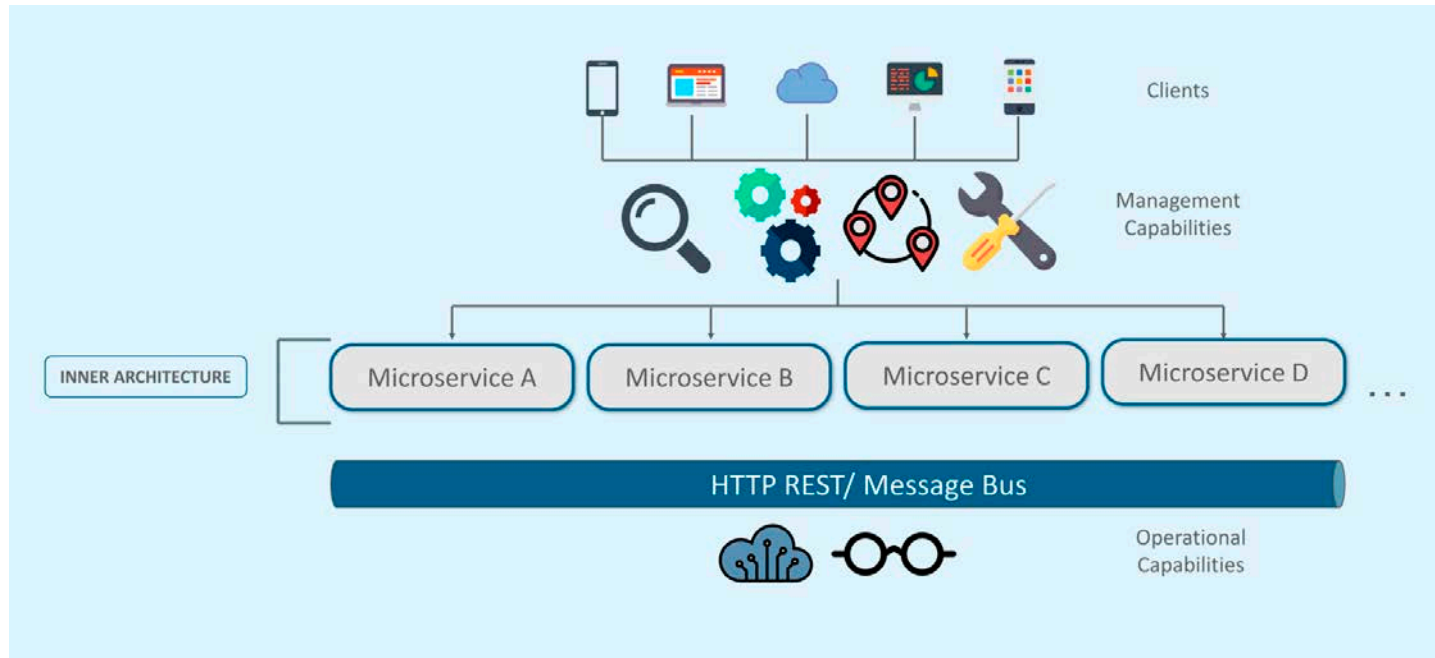 Clients
Management
Capabilities
INNER ARCHITECTURE
Microservice A
Microservice B
Microservice C
Microservice D
...
HTTP REST/ Message Bus
Operational
Capabilities